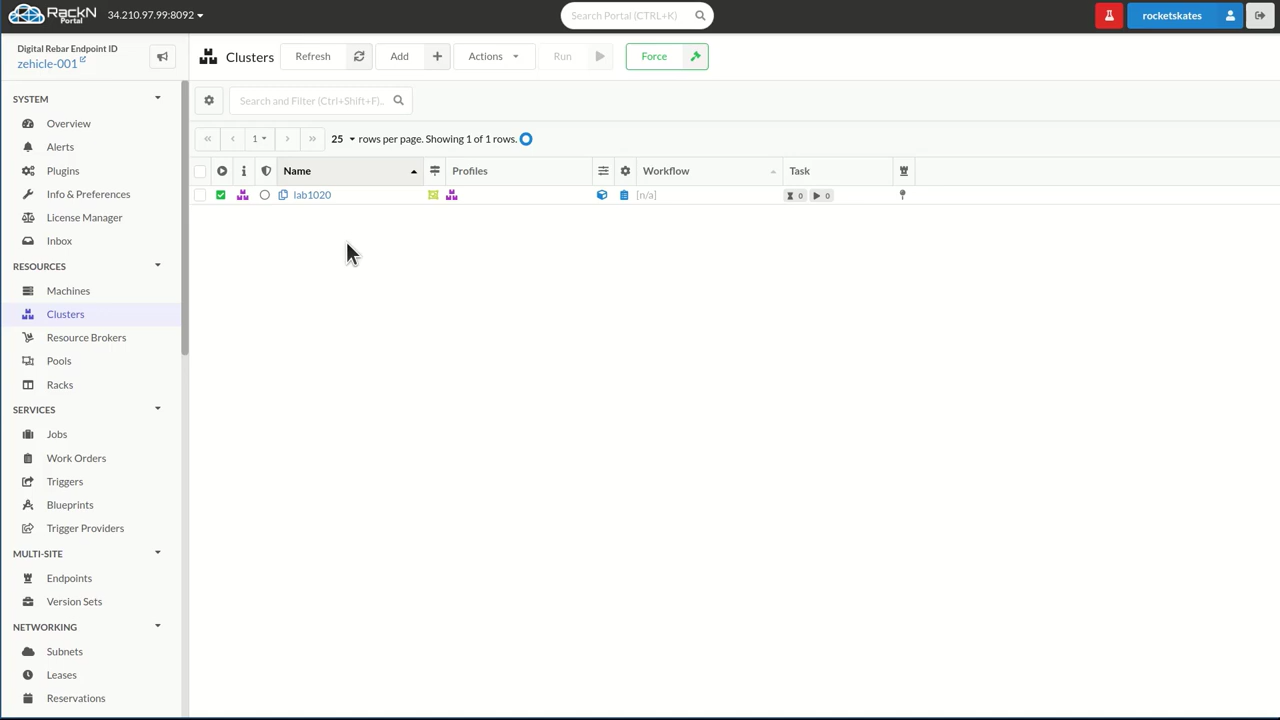 RackN
Portal
34.210.97.99:8092
Search Portal (CTRL+K)
rocketskates
Digital Rebar Endpoint ID
zehicle-001
Clusters
Refresh
Add
Actions
Run
Force
Search and Filter (Ctrl+Shift+F)..
1
25 rows per page. Showing 1 of 1 rows.
Name
Profiles
Workflow
Task
lab1020
[n/a]
0
0
SYSTEM
Overview
Alerts
Plugins
Info & Preferences
License Manager
Inbox
RESOURCES
Machines
Clusters
Resource Brokers
Pools
Racks
SERVICES
Jobs
Work Orders
Triggers
Blueprints
Trigger Providers
MULTI-SITE
Endpoints
Version Sets
NETWORKING
Subnets
Leases
Reservations